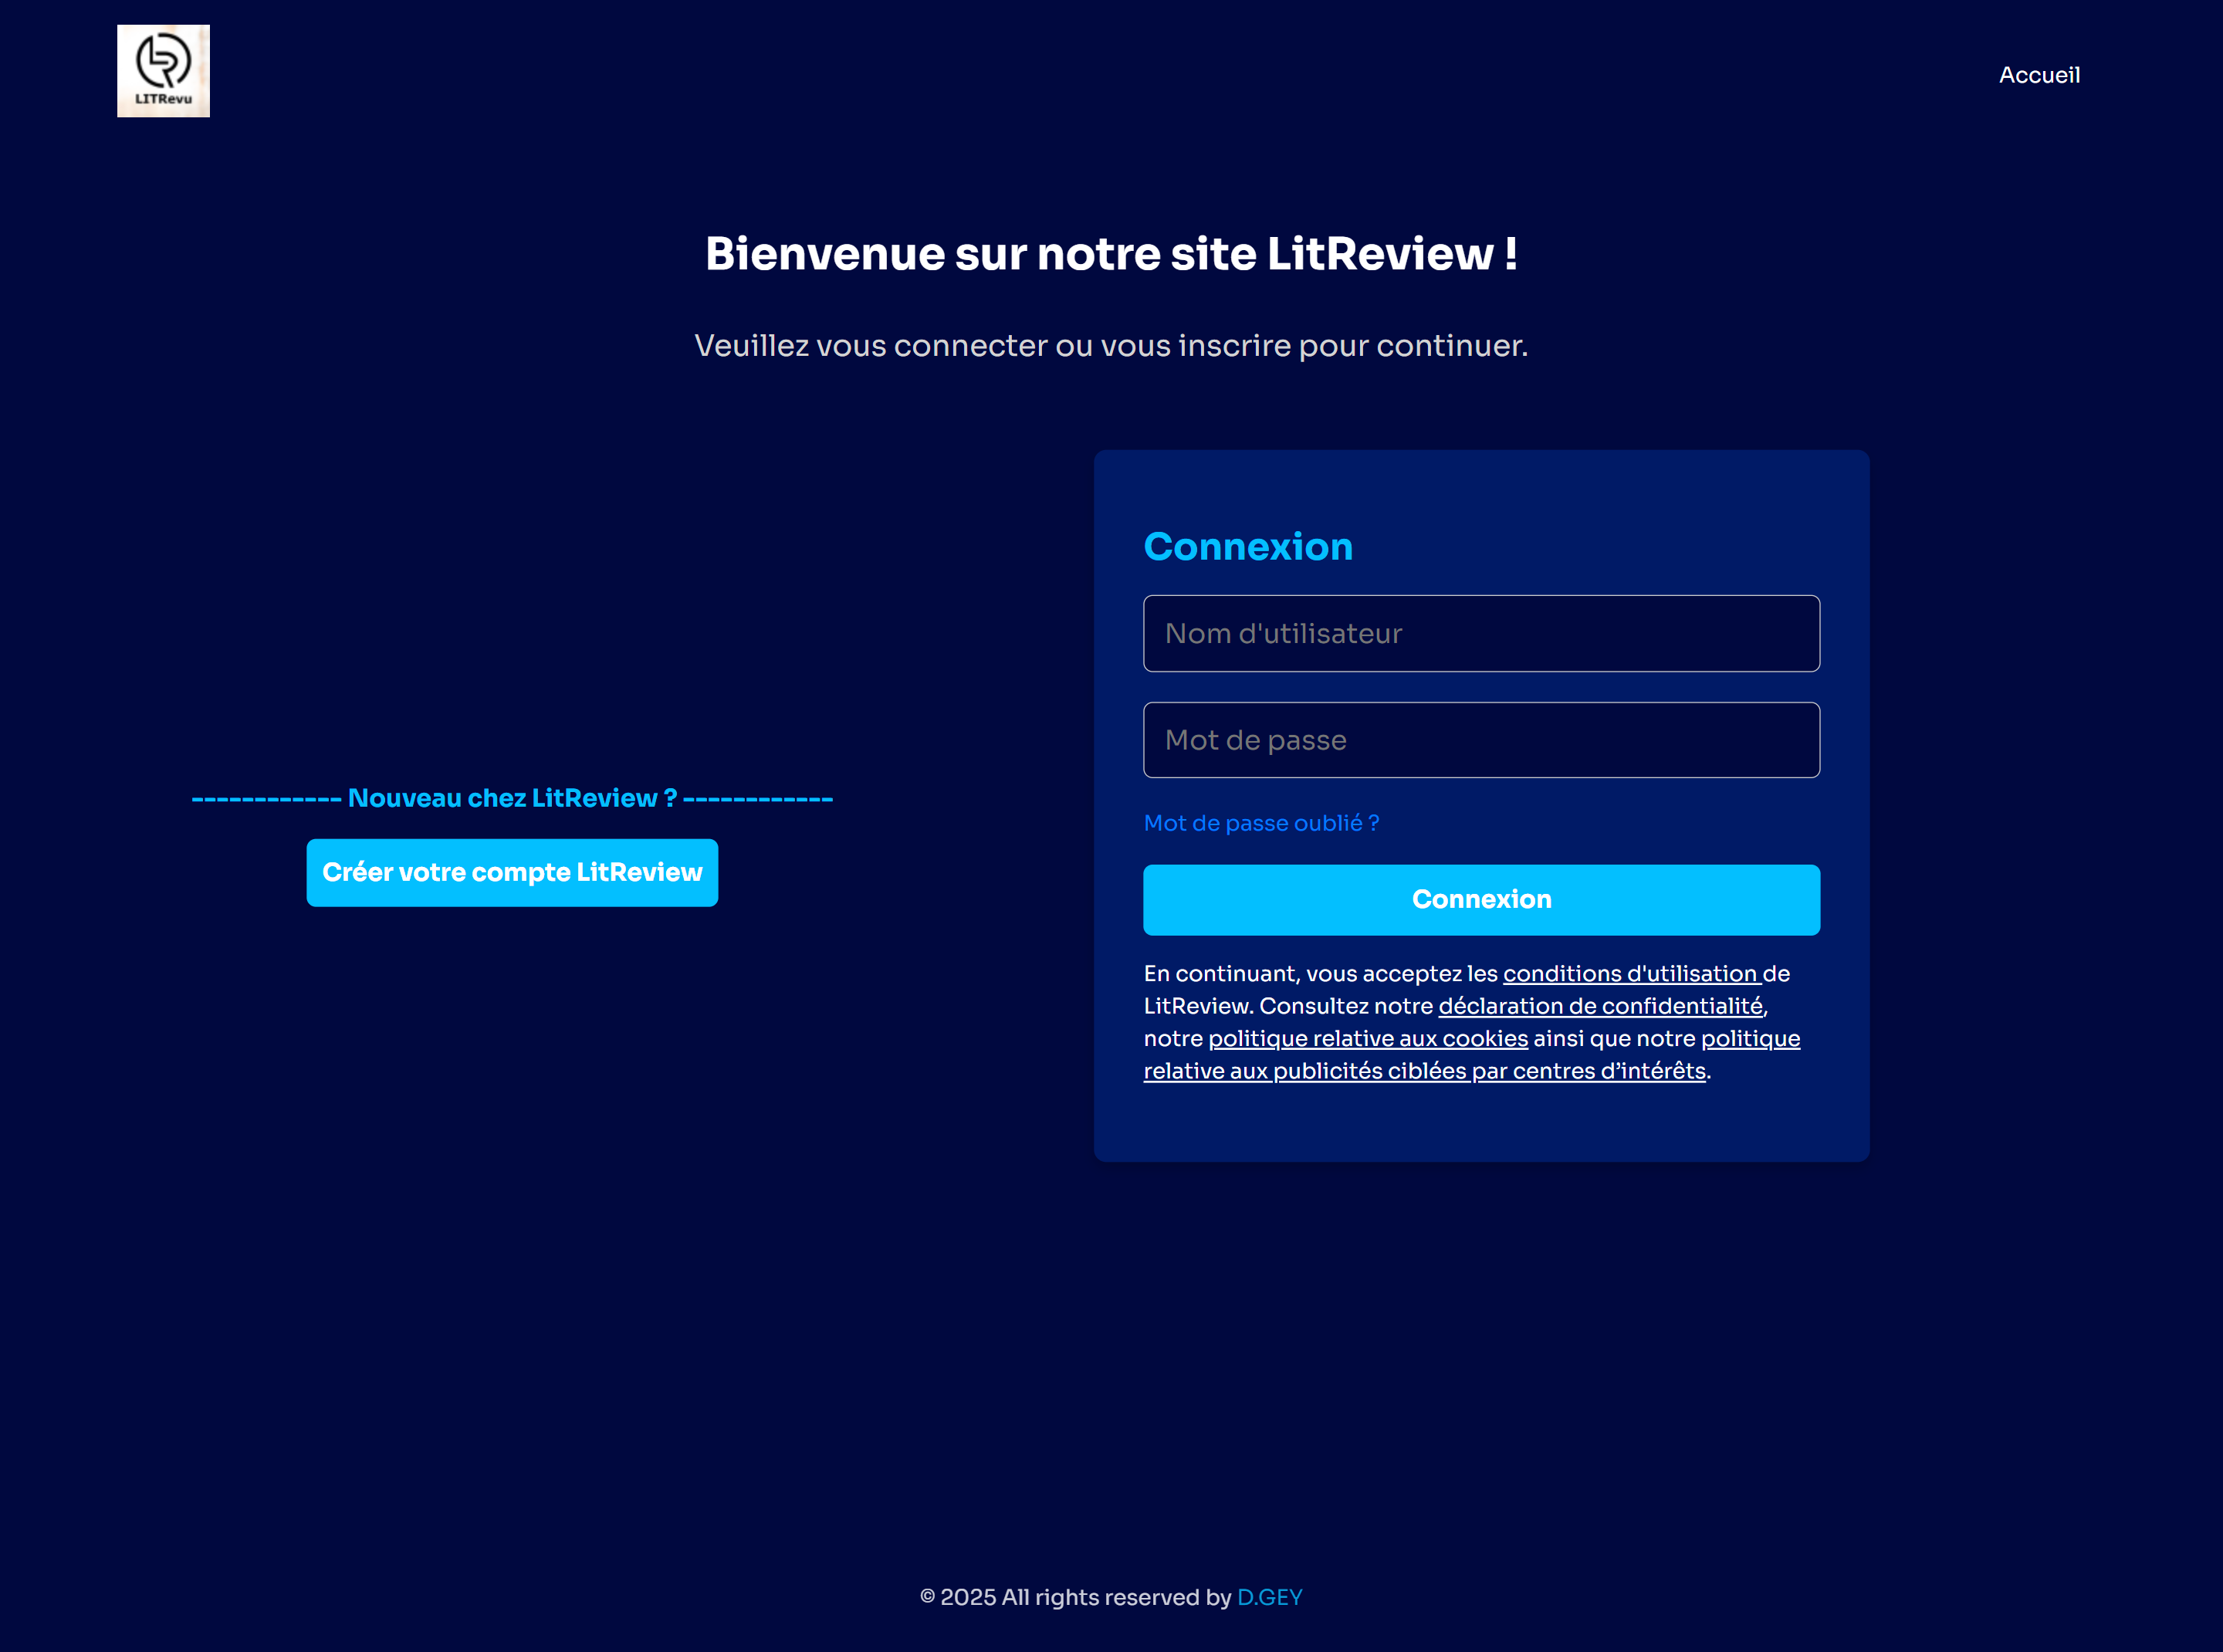 LITRevu
Accueil
Bienvenue sur notre site LitReview !
Veuillez vous connecter ou vous inscrire pour continuer.
------------ Nouveau chez LitReview ? ------------
Créer votre compte LitReview
Connexion
Nom d'utilisateur
Mot de passe
Mot de passe oublié ?
Connexion
En continuant, vous acceptez les conditions d'utilisation de
LitReview. Consultez notre déclaration de confidentialité,
notre politique relative aux cookies ainsi que notre politique
relative aux publicités ciblées par centres d’intérêts.
© 2025 All rights reserved by D.GEY